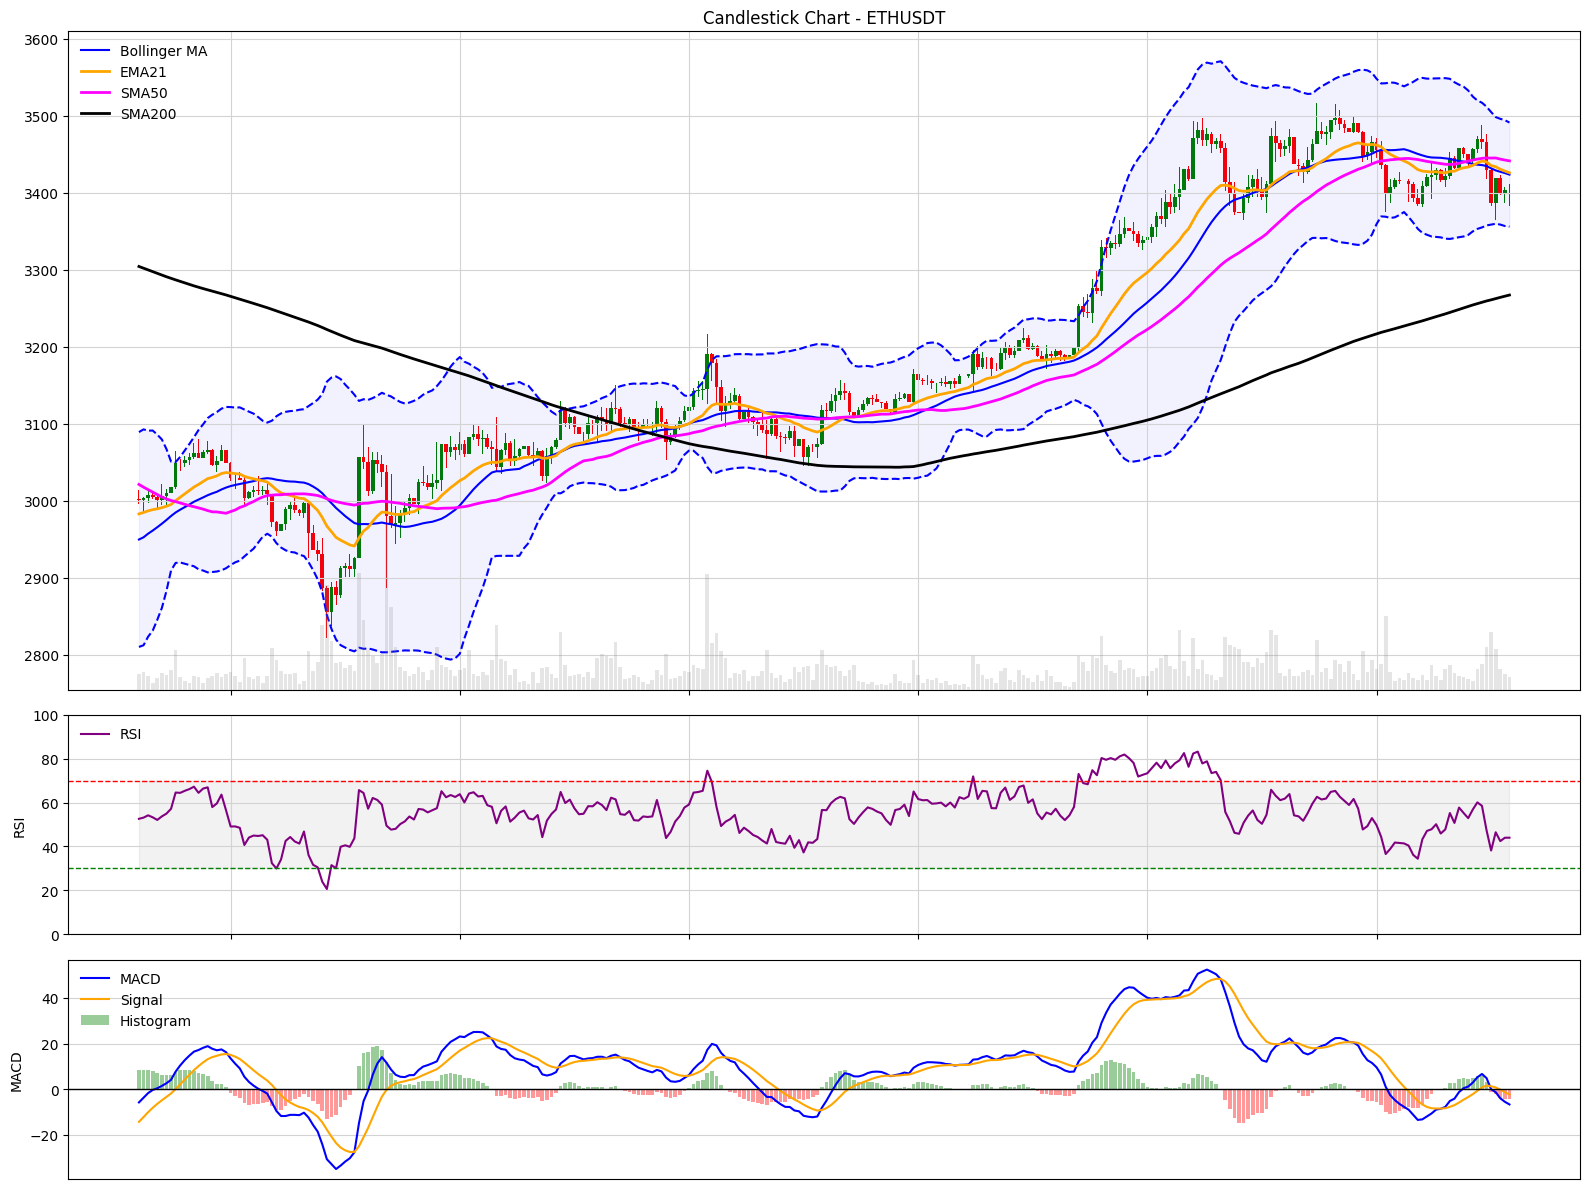 Candlestick Chart - ETHUSDT
3600
3500
3400
3300
3200
3100
3000
2900
2800
Bollinger MA
EMA21
SMA50
SMA200
100
80
60
40
20
0
RSI
RSI
40
20
0
−20
MACD
MACD
Signal
Histogram